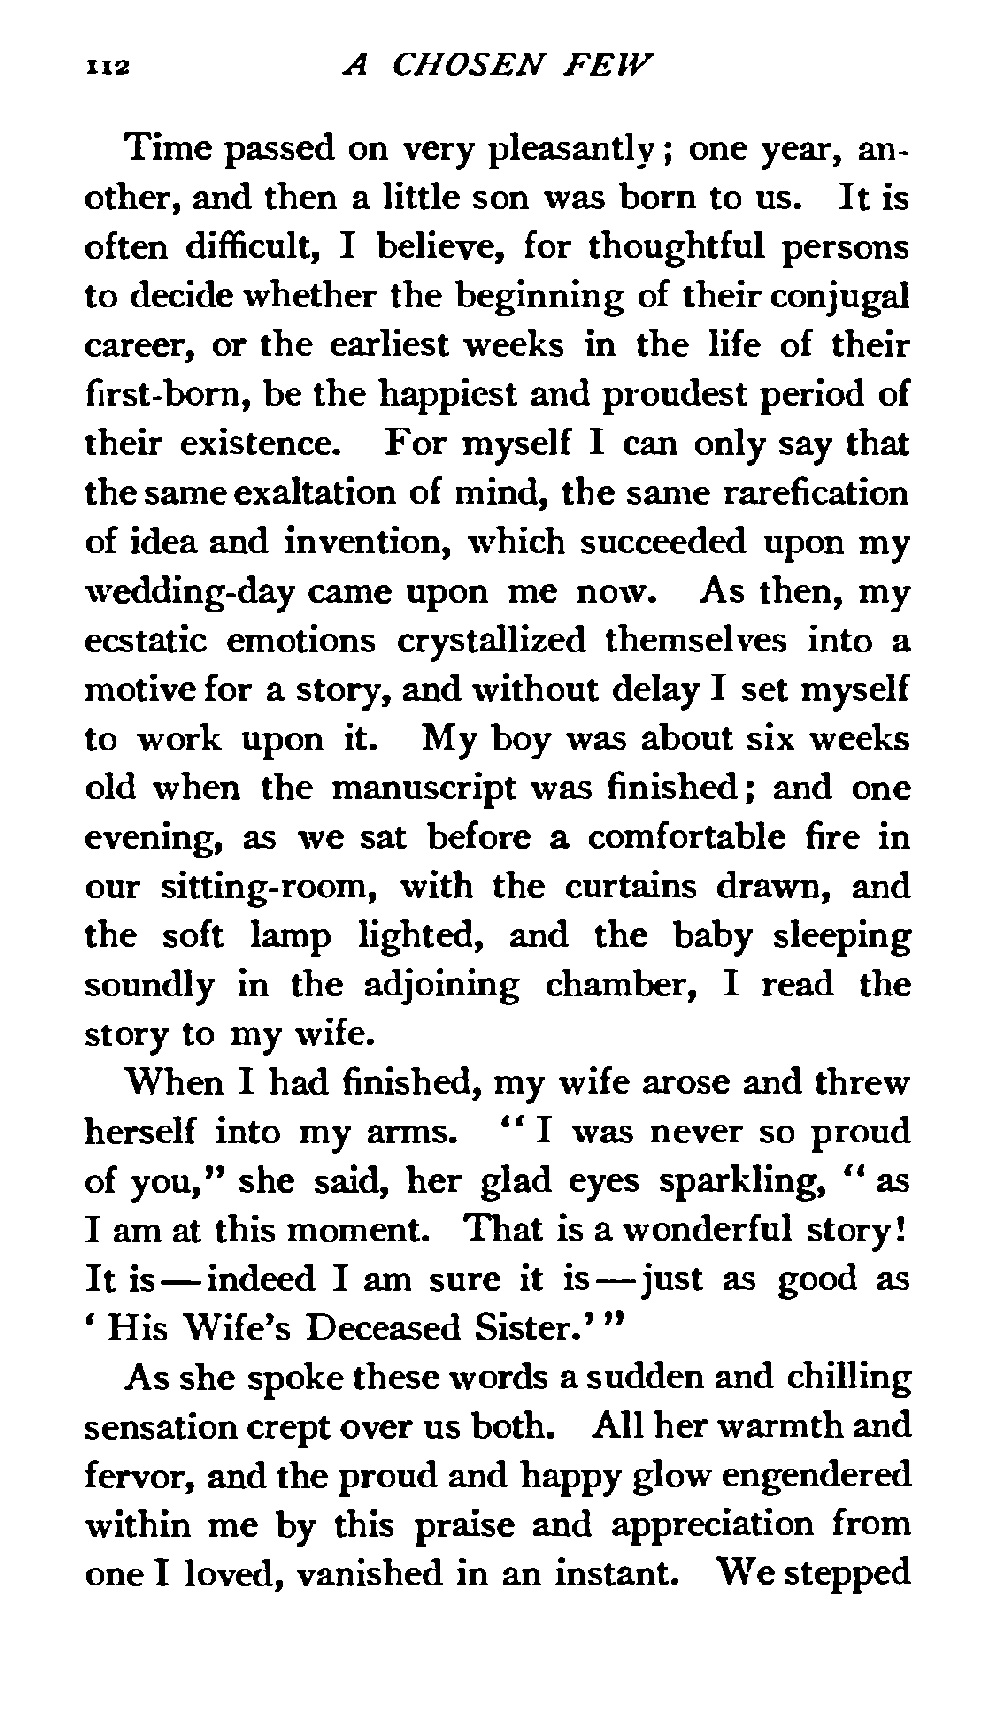 112 A CHOSEN FEW
Time passed on very pleasantly; one year, an-
other, and then a little son was born to us. It is
often difficult, I believe, for thoughtful persons
to decide whether the beginning of their conjugal
career, or the earliest weeks in the life of their
first-born, be the happiest and proudest period of
their existence. For myself I can only say that
the same exaltation of mind, the same rarefication
of idea and invention, which succeeded upon my
wedding-day came upon me now. As then, my
ecstatic emotions crystallized themselves into a
motive for a story, and without delay I set myself
to work upon it. My boy was about six weeks
old when the manuscript was finished; and one
evening, as we sat before a comfortable fire in
our sitting-room, with the curtains drawn, and
the soft lamp lighted, and the baby sleeping
soundly in the adjoining chamber, I read the
story to my wife.
When I had finished, my wife arose and threw
herself into my arms. "I was never so proud
of you," she said, her glad eyes sparkling, "as
I am at this moment. That is a wonderful story!
It is—indeed I am sure it is—just as good as
'His Wife's Deceased Sister.'"
As she spoke these words a sudden and chilling
sensation crept over us both. All her warmth and
fervor, and the proud and happy glow engendered
within me by this praise and appreciation from
one I loved, vanished in an instant. We stepped